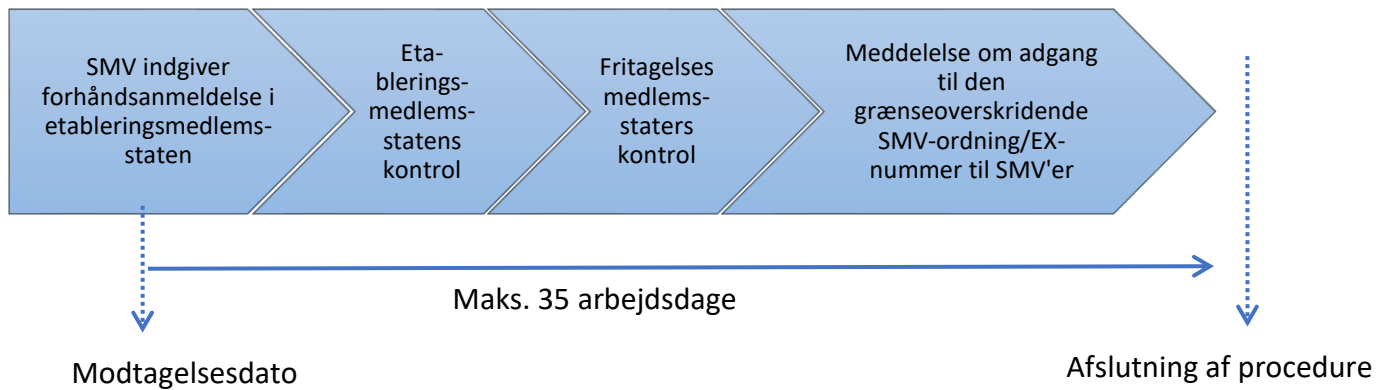 SMV indgiver
forhåndsanmeldelse i
etableringsmedlems-
staten
Eta-
blerings-
medlems-
statens
kontrol
Fritagelses
medlems-
staters
kontrol
Meddelelse om adgang
til den
grænseoverskridende
SMV-ordning/EX-
nummer til SMV'er
Maks. 35 arbejdsdage
Modtagelsesdato
Afslutning af procedure